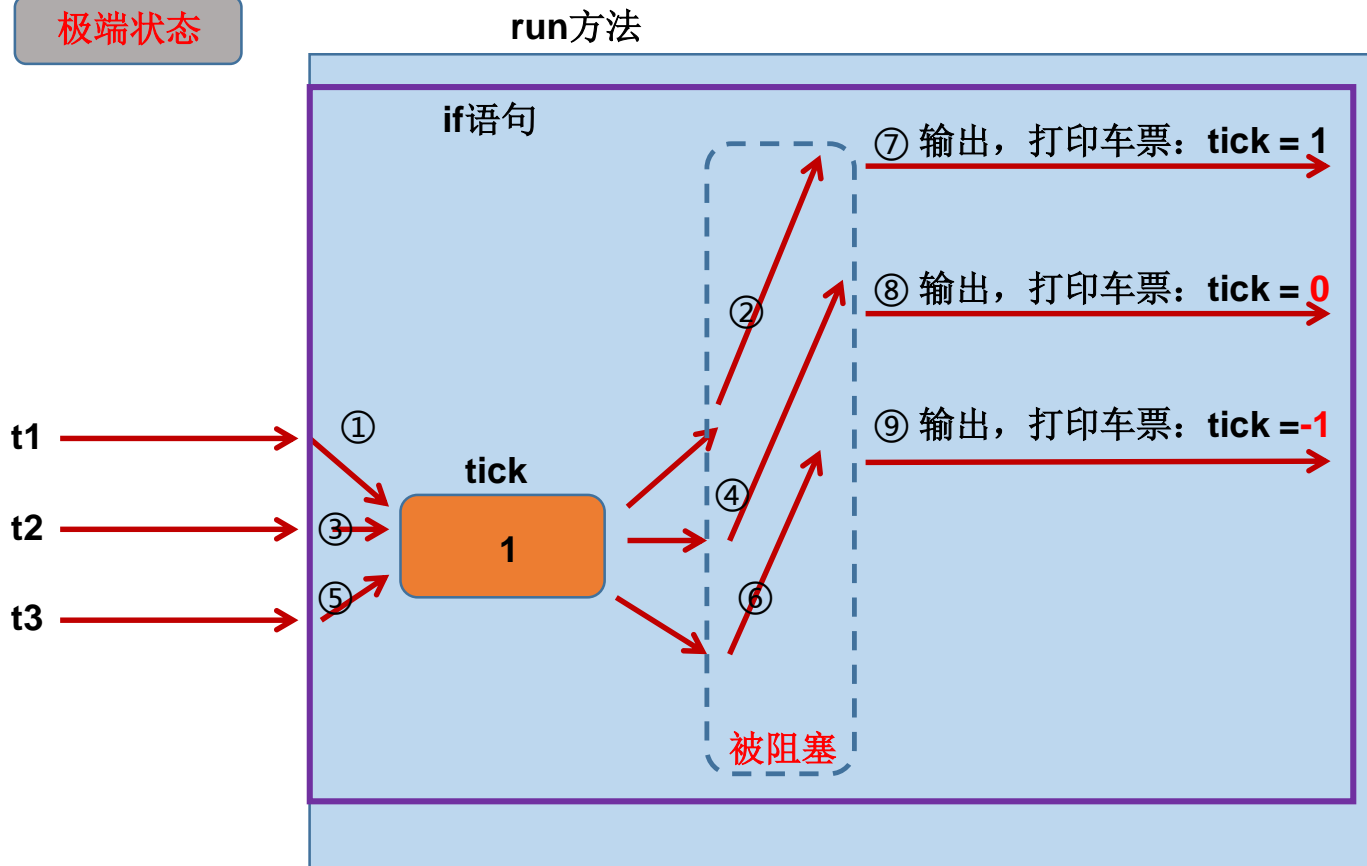 极端状态
run方法
if语句
⑦ 输出，打印车票：tick = 1
②
⑧ 输出，打印车票：tick = 0
t1
①
⑨ 输出，打印车票：tick =-1
tick
④
t2
③
1
t3
⑤
⑥
被阻塞